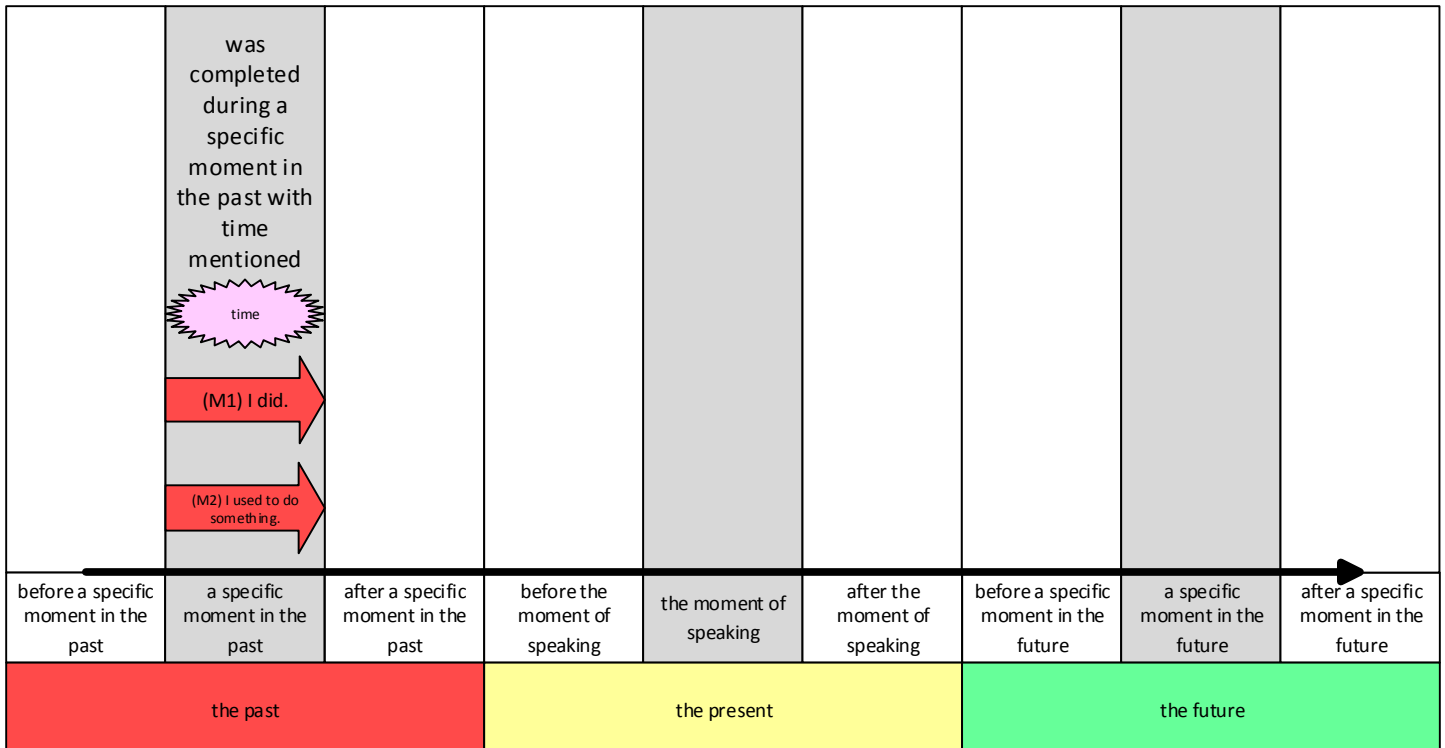 was
completed
during a
specific
moment in
the past with
time
mentioned
time
(M1) I did.
(M2) I used to do
something.
before a specific
moment in the
past
a specific
moment in the
past
after a specific
moment in the
past
before the
moment of
speaking
the moment of
speaking
after the
moment of
speaking
before a specific
moment in the
future
a specific
moment in the
future
after a specific
moment in the
future
the past
the present
the future